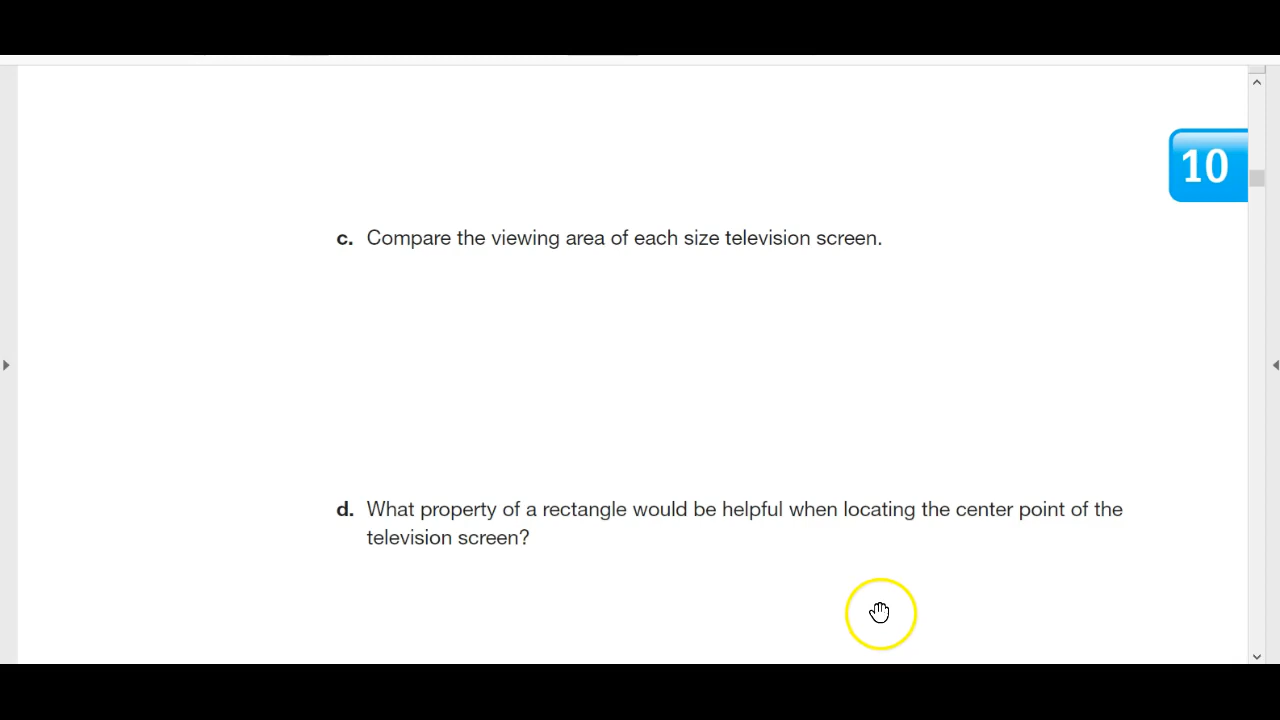 10
c. Compare the viewing area of each size television screen.
d. What property of a rectangle would be helpful when locating the center point of the
television screen?